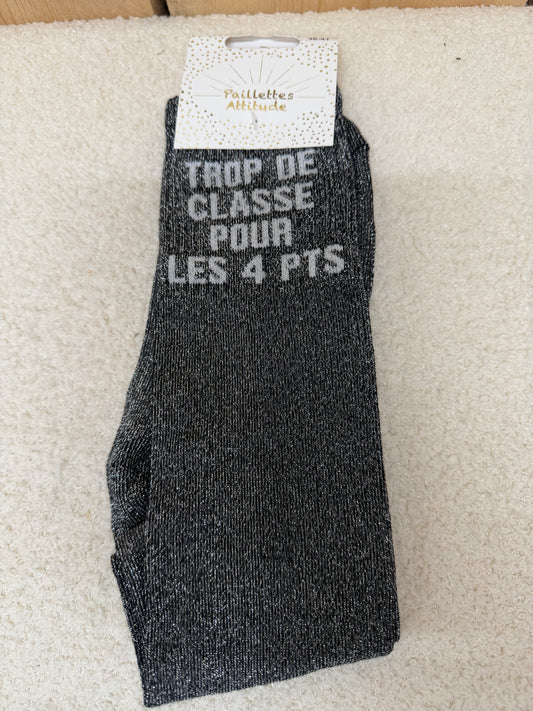 Paillettes
Attitude
TROP DE
CLASSE
POUR
LES 4 PTS